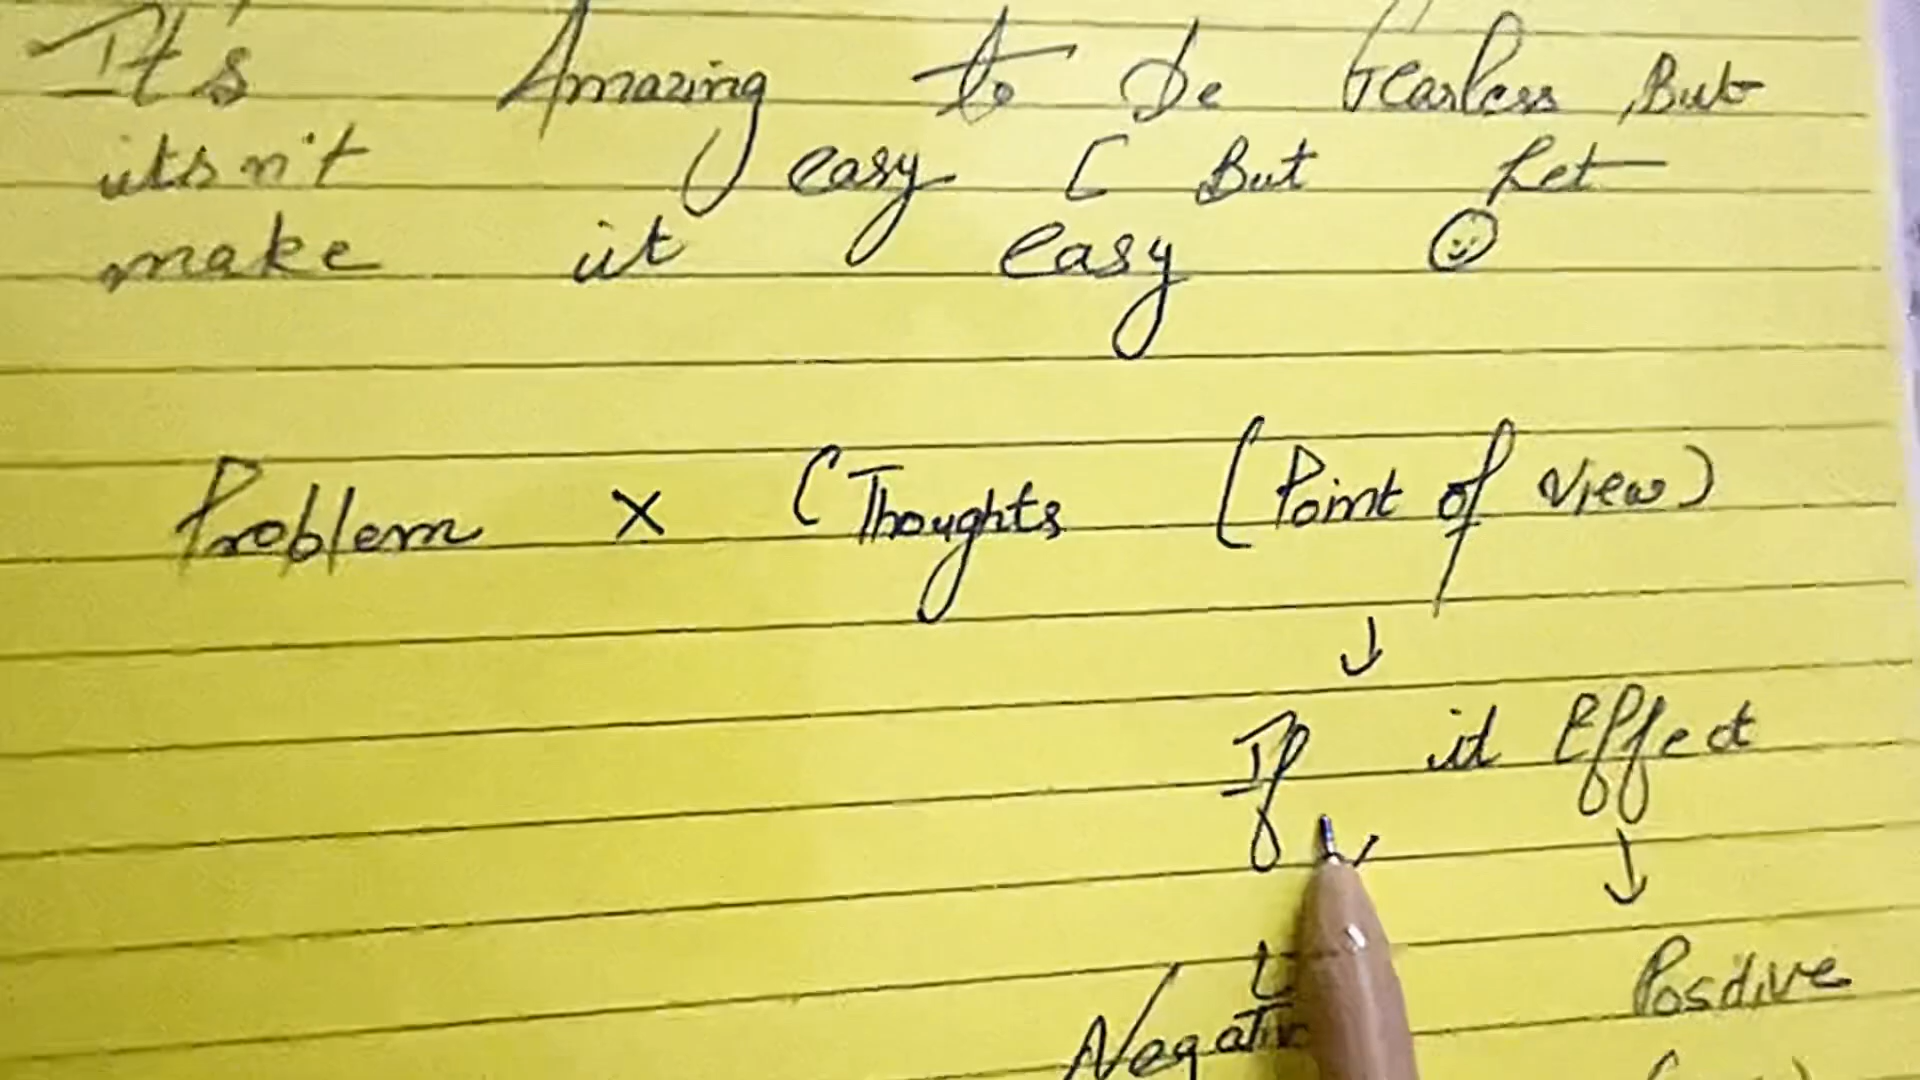 It's Amazing to be Fearless, But
itsn't easy ( But Let
make it easy
Problem × (Thoughts (Point of view)
↓
If it Effect
↓
Positive
Negative